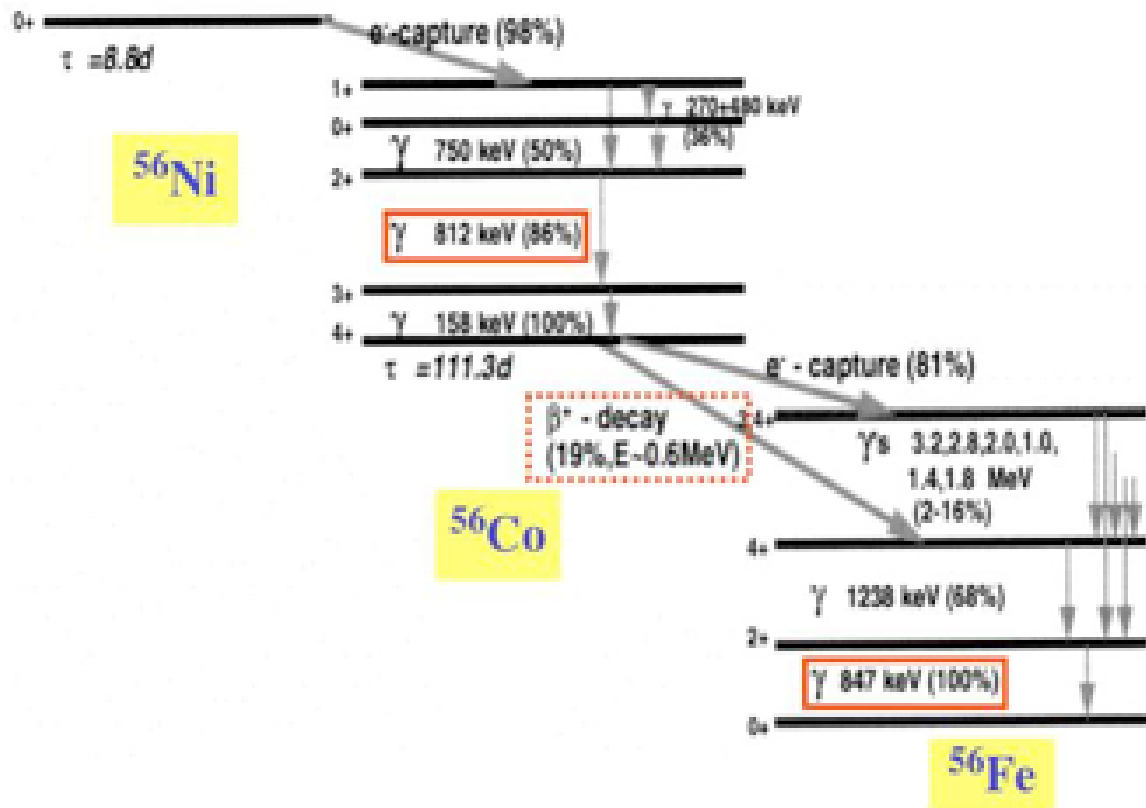 0+
e⁻-capture (98%)
τ =8.8d
1+
γ 270+480 keV
(36%)
0+
γ 750 keV (50%)
2+
⁵⁶Ni
γ 812 keV (86%)
3+
γ 158 keV (100%)
4+
τ =111.3d
e⁻ - capture (81%)
β⁺ - decay
(19%,E~0.6MeV)
4+
γ's 3.2,2.8,2.0,1.0,
1.4,1.8 MeV
(2-16%)
⁵⁶Co
4+
γ 1238 keV (68%)
2+
γ 847 keV (100%)
0+
⁵⁶Fe